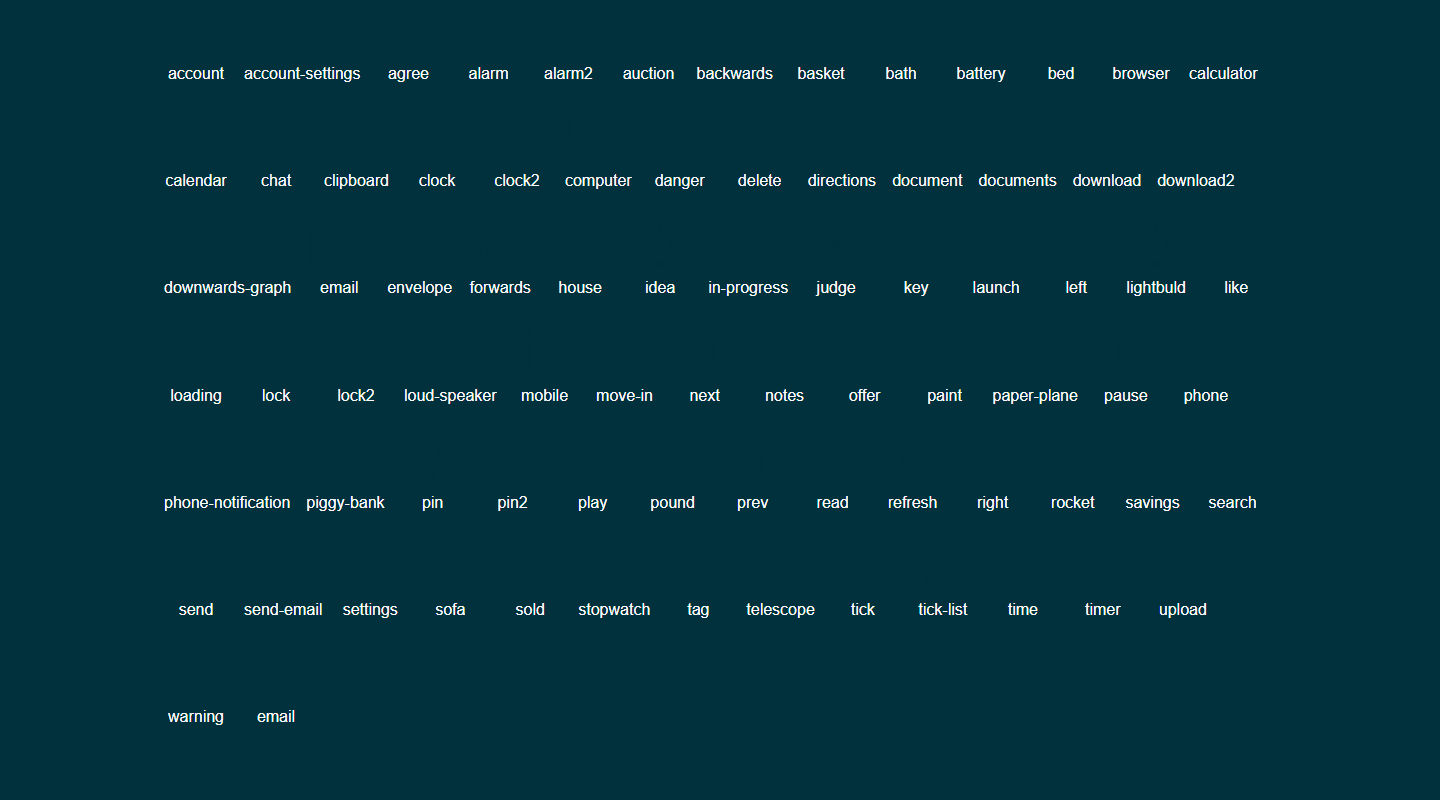 account account-settings agree alarm alarm2 auction backwards basket bath battery bed browser calculator
calendar chat clipboard clock clock2 computer danger delete directions document documents download download2
downwards-graph email envelope forwards house idea in-progress judge key launch left lightbuld like
loading lock lock2 loud-speaker mobile move-in next notes offer paint paper-plane pause phone
phone-notification piggy-bank pin pin2 play pound prev read refresh right rocket savings search
send send-email settings sofa sold stopwatch tag telescope tick tick-list time timer upload
warning email